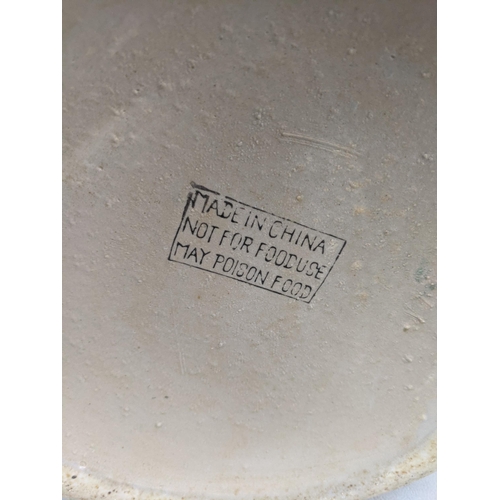 MADE IN CHINA
NOT FOR FOOD USE
MAY POISON FOOD